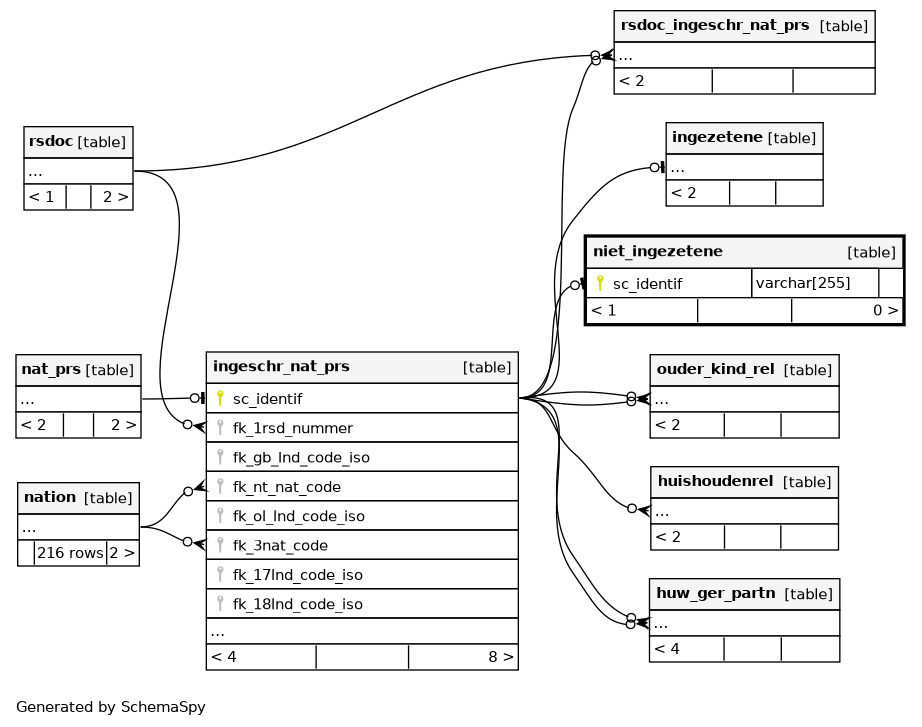 rsdoc_ingeschr_nat_prs [table]
...
< 2
rsdoc [table]
...
< 1 2 >
ingezetene [table]
...
< 2
niet_ingezetene [table]
sc_identif varchar[255]
< 1 0 >
nat_prs [table]
...
< 2 2 >
ingeschr_nat_prs [table]
sc_identif
fk_1rsd_nummer
fk_gb_lnd_code_iso
fk_nt_nat_code
fk_ol_lnd_code_iso
fk_3nat_code
fk_17lnd_code_iso
fk_18lnd_code_iso
...
< 4 8 >
ouder_kind_rel [table]
...
< 2
nation [table]
...
216 rows 2 >
huishoudenrel [table]
...
< 2
huw_ger_partn [table]
...
< 4
Generated by SchemaSpy